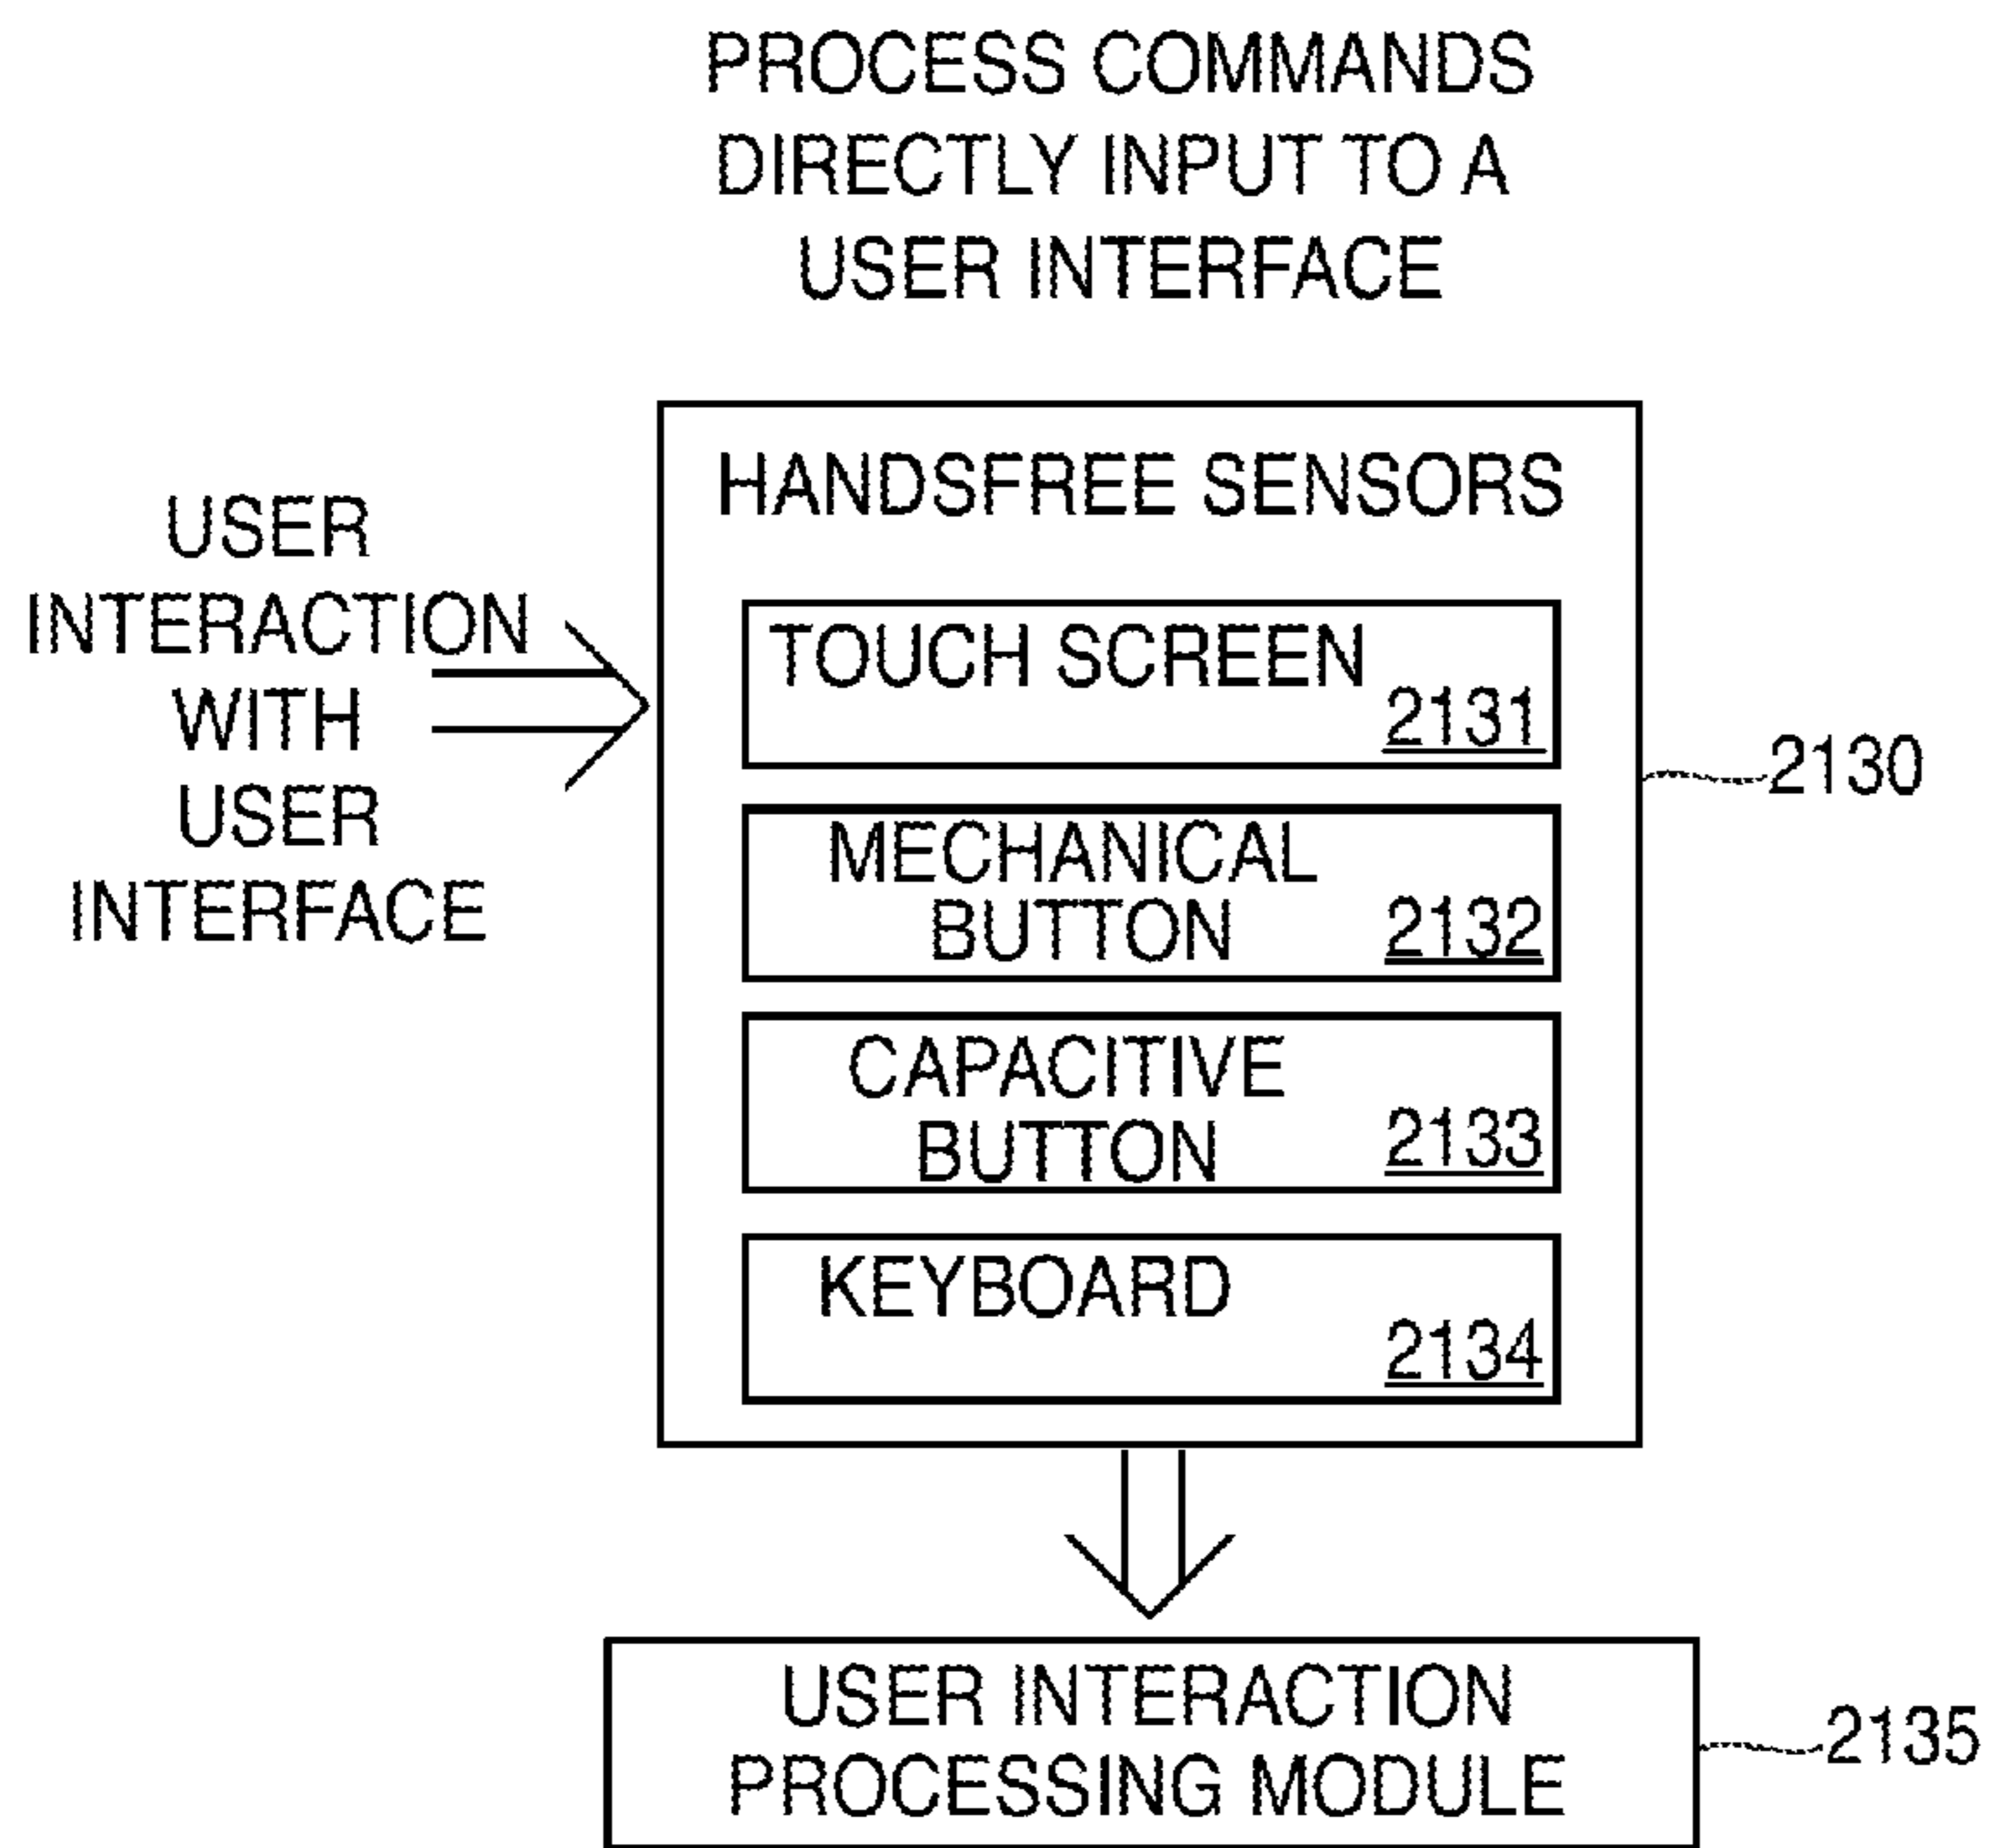 PROCESS COMMANDS
DIRECTLY INPUT TO A
USER INTERFACE
USER
INTERACTION
WITH
USER
INTERFACE
HANDSFREE SENSORS
TOUCH SCREEN
2131
MECHANICAL
BUTTON
2132
CAPACITIVE
BUTTON
2133
KEYBOARD
2134
2130
USER INTERACTION
PROCESSING MODULE
2135